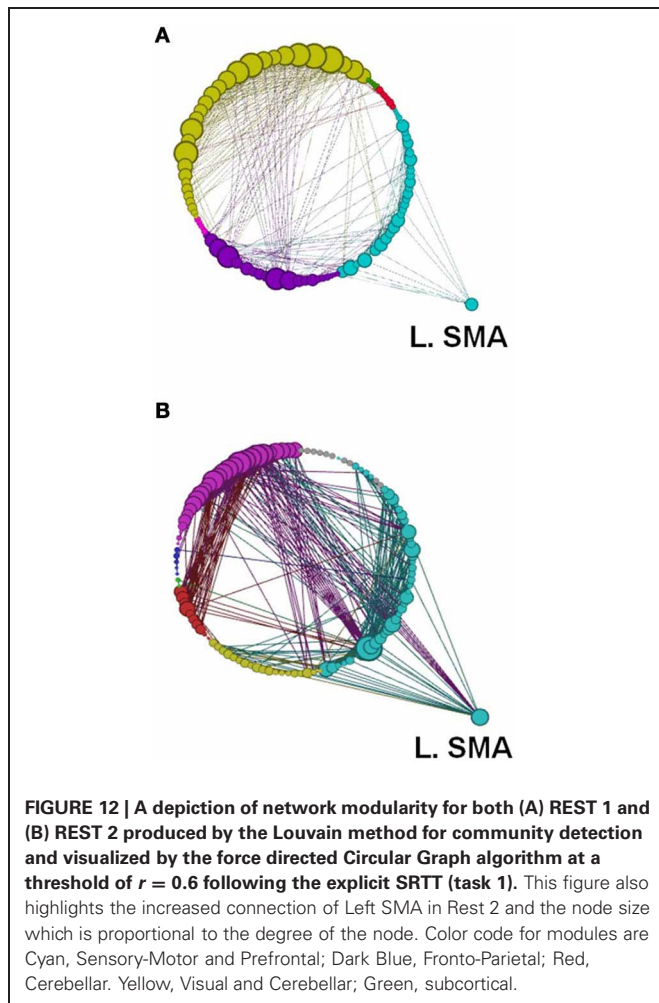 A
L. SMA
B
L. SMA
FIGURE 12 | A depiction of network modularity for both (A) REST 1 and
(B) REST 2 produced by the Louvain method for community detection
and visualized by the force directed Circular Graph algorithm at a
threshold of r = 0.6 following the explicit SRTT (task 1). This figure also
highlights the increased connection of Left SMA in Rest 2 and the node size
which is proportional to the degree of the node. Color code for modules are
Cyan, Sensory-Motor and Prefrontal; Dark Blue, Fronto-Parietal; Red,
Cerebellar. Yellow, Visual and Cerebellar; Green, subcortical.